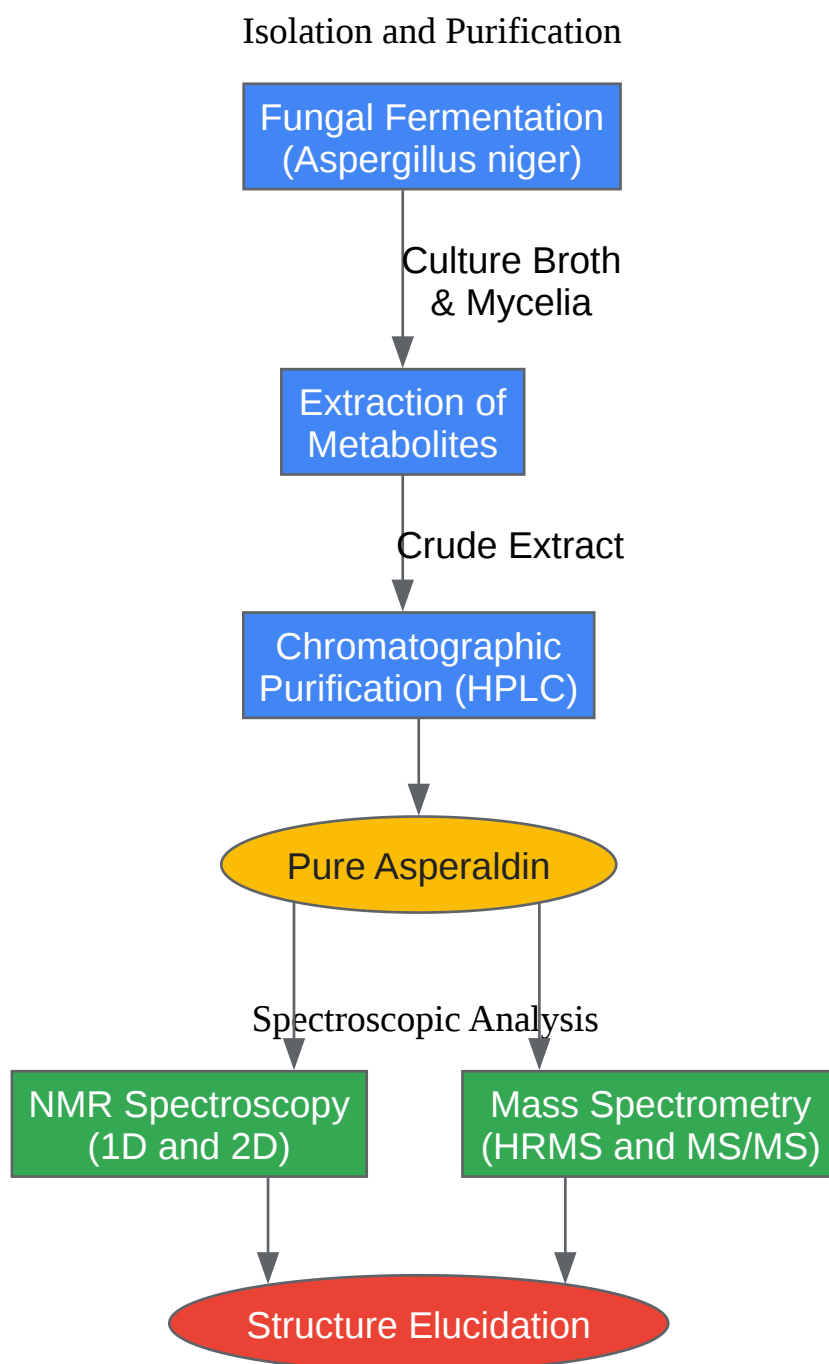 Isolation and Purification
Fungal Fermentation
(Aspergillus niger)
Culture Broth
& Mycelia
Extraction of
Metabolites
Crude Extract
Chromatographic
Purification (HPLC)
Pure Asperaldin
Spectroscopic Analysis
NMR Spectroscopy
(1D and 2D)
Mass Spectrometry
(HRMS and MS/MS)
Structure Elucidation